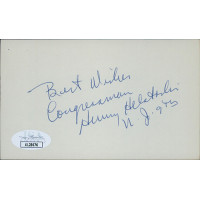 Best Wishes
Congressman
Henry Helstoski
N.J. 9th